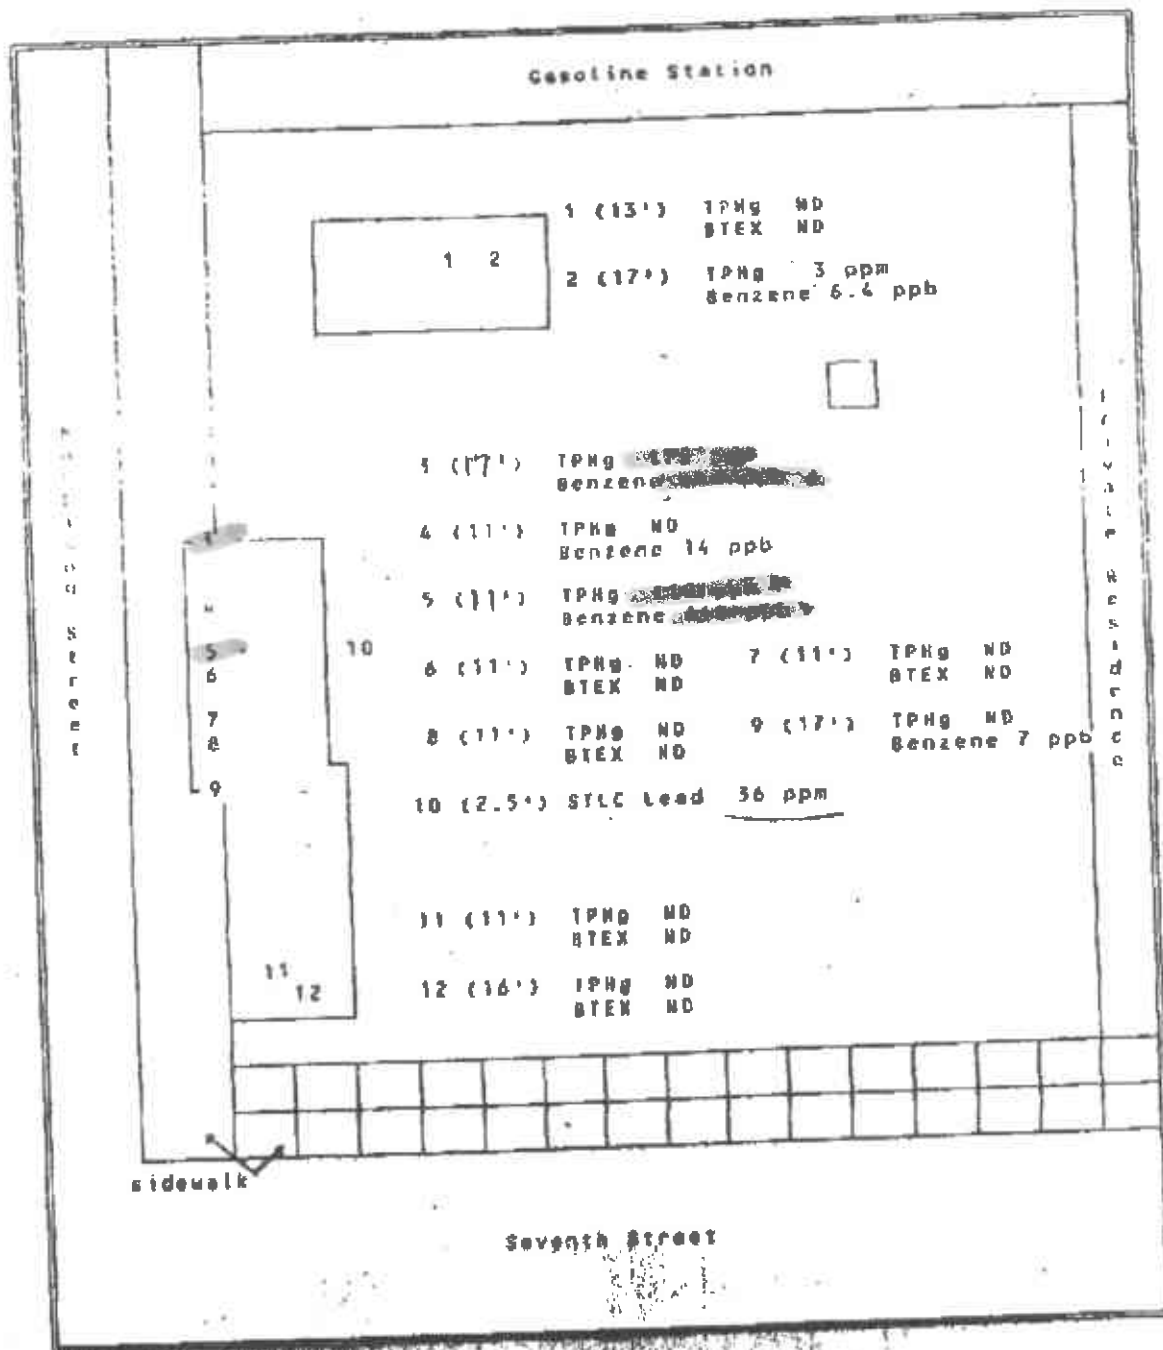 Gasoline Station
1 (13') TPHg ND
BTEX ND
1 2
2 (17') TPHg 3 ppm
Benzene 6.4 ppb
3 (17') TPHg
Benzene
4 (11') TPHg ND
Benzene 14 ppb
5 (11') TPHg
Benzene
5
6
10
6 (11') TPHg ND 7 (11') TPHg ND
BTEX ND BTEX ND
7
8
8 (11') TPHg ND 9 (17') TPHg ND
BTEX ND Benzene 7 ppb
9
10 (2.5') STLC Lead 36 ppm
11 (11') TPHg ND
BTEX ND
11
12
12 (16') TPHg ND
BTEX ND
Street
Private Residence
sidewalk
Seventh Street